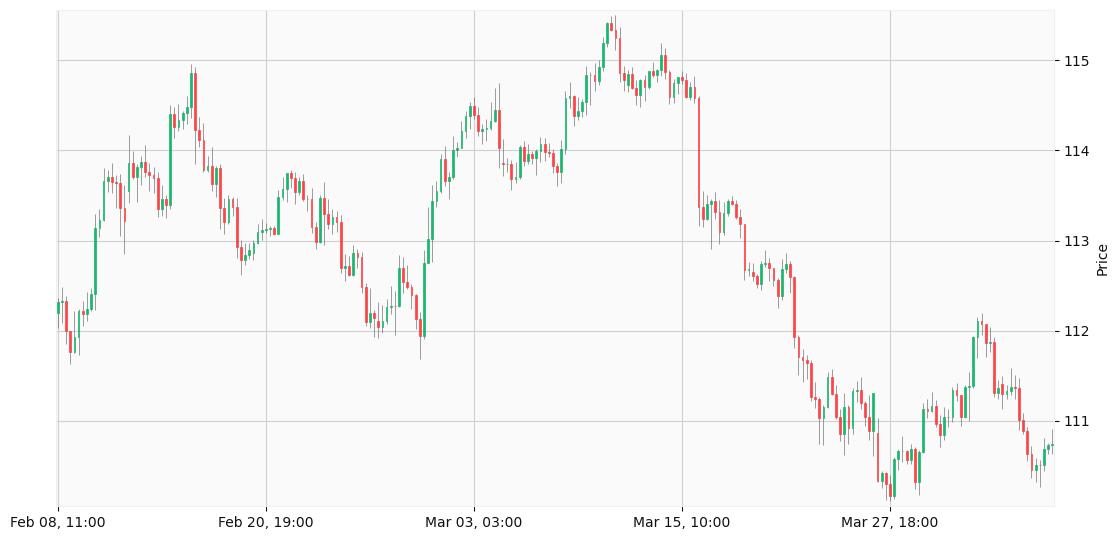 115
114
113
112
111
Price
Feb 08, 11:00
Feb 20, 19:00
Mar 03, 03:00
Mar 15, 10:00
Mar 27, 18:00